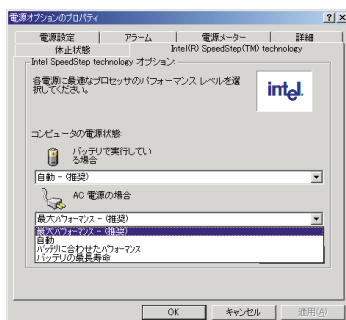 電源オプションのプロパティ
電源設定 アラーム 電源メーター 詳細
休止状態 Intel(R) SpeedStep(TM) technology
Intel SpeedStep technology オプション
各電源に最適なプロセッサのパフォーマンス レベルを選
択してください。
intel.
コンピュータの電源状態:
バッテリで実行してい
る場合
自動 - (推奨)
AC 電源の場合
最大パフォーマンス - (推奨)
最大パフォーマンス - (推奨)
自動
バッテリに合わせたパフォーマンス
バッテリの最長寿命
OK キャンセル 適用(A)